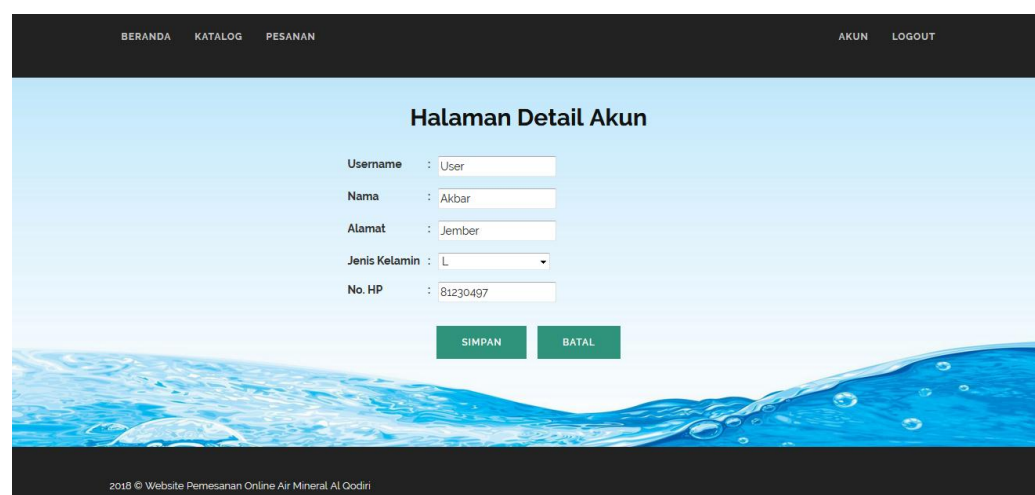 BERANDA KATALOG PESANAN AKUN LOGOUT
Halaman Detail Akun
Username : User
Nama : Akbar
Alamat : Jember
Jenis Kelamin : L
No. HP : 81230497
SIMPAN BATAL
2018 © Website Pemesanan Online Air Mineral Al Qodiri